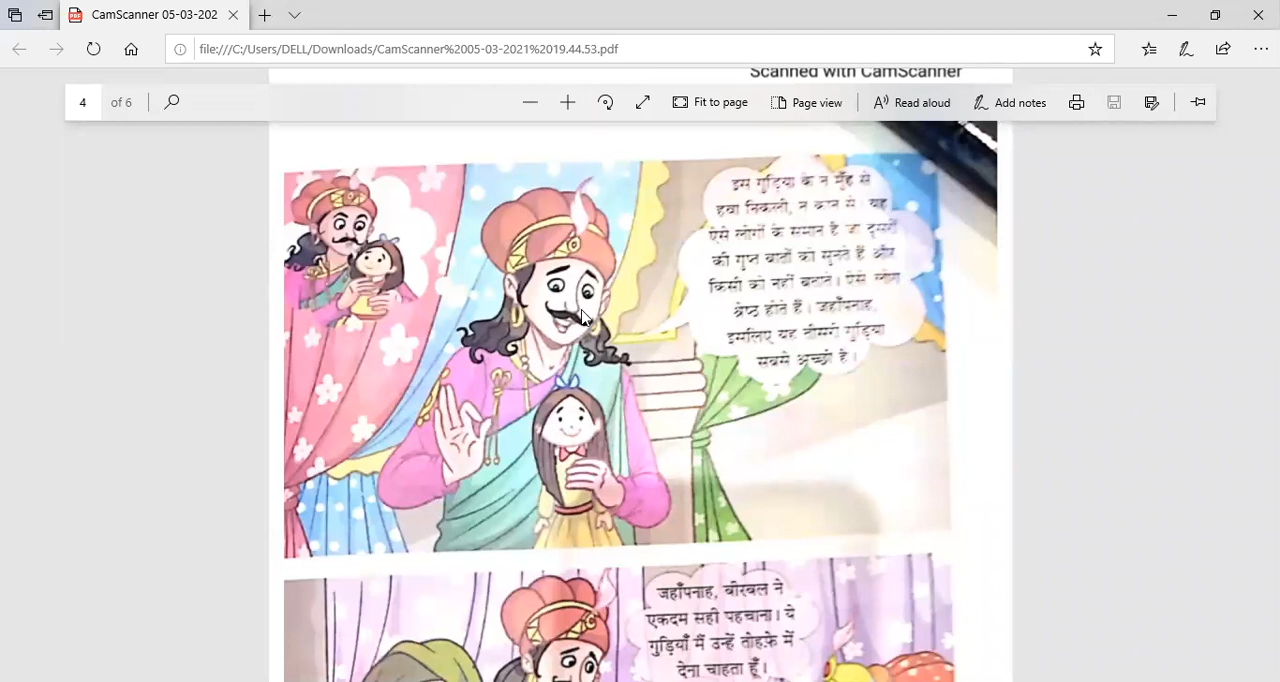 CamScanner 05-03-202
file:///C:/Users/DELL/Downloads/CamScanner%2005-03-2021%2019.44.53.pdf
Scanned with CamScanner
4 of 6
Fit to page
Page view
Read aloud
Add notes
इस गुड़िया के न मुँह से
हवा निकली, न कान से। यह
ऐसे लोगों के समान है जो दूसरों
की गुप्त बातों को सुनते हैं और
किसी को नहीं बताते। ऐसे लोग
श्रेष्ठ होते हैं। जहाँपनाह,
इसलिए यह तीसरी गुड़िया
सबसे अच्छी है।
जहाँपनाह, बीरबल ने
एकदम सही पहचाना। ये
गुड़ियाँ मैं उन्हें तोहफ़े में
देना चाहता हूँ।